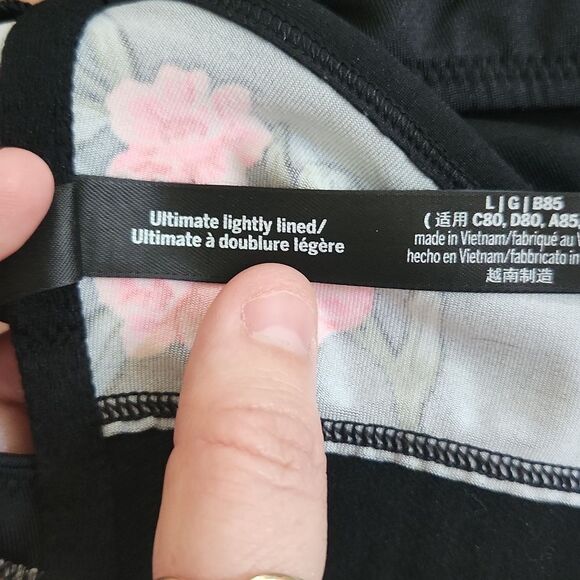 Ultimate lightly lined/
Ultimate à doublure légère
L | G | B85
( 适用 C80, D80, A85,
made in Vietnam/fabriqué au
hecho en Vietnam/fabbricato in
越南制造